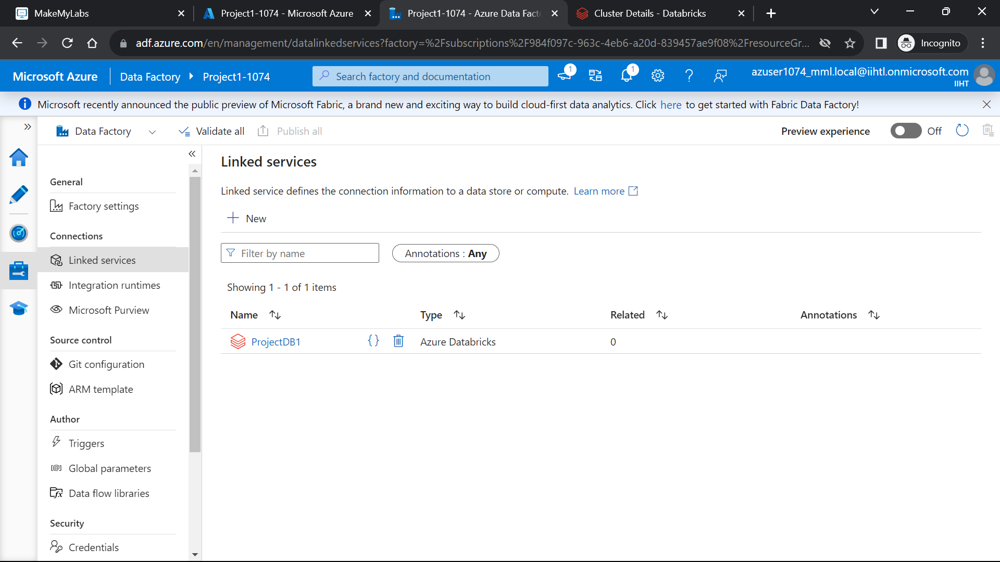 MakeMyLabs
Project1-1074 - Microsoft Azure
Project1-1074 - Azure Data Fact
Cluster Details - Databricks
adf.azure.com/en/management/datalinkedservices?factory=%2Fsubscriptions%2F984f097c-963c-4eb6-a20d-839457ae9f08%2FresourceGr...
Incognito
Microsoft Azure
Data Factory
Project1-1074
Search factory and documentation
1
1
azuser1074_mml.local@iihtl.onmicrosoft.com
IIHT
Microsoft recently announced the public preview of Microsoft Fabric, a brand new and exciting way to build cloud-first data analytics. Click here to get started with Fabric Data Factory!
Data Factory
Validate all
Publish all
Preview experience
Off
General
Factory settings
Connections
Linked services
Integration runtimes
Microsoft Purview
Source control
Git configuration
ARM template
Author
Triggers
Global parameters
Data flow libraries
Security
Credentials
Linked services
Linked service defines the connection information to a data store or compute. Learn more
New
Filter by name
Annotations : Any
Showing 1 - 1 of 1 items
Name Type Related Annotations
ProjectDB1 {} Azure Databricks 0